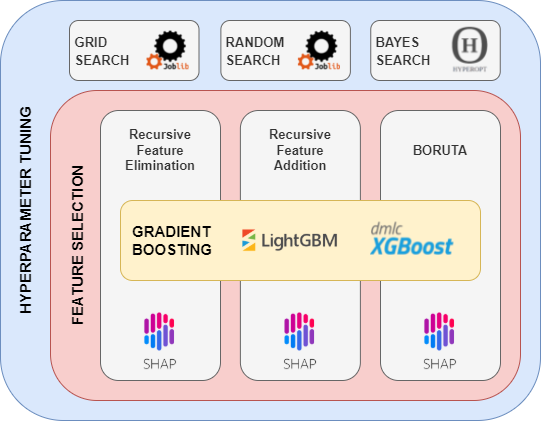 GRID
SEARCH
Joblib
RANDOM
SEARCH
Joblib
BAYES
SEARCH
H
HYPEROPT
HYPERPARAMETER TUNING
FEATURE SELECTION
Recursive
Feature
Elimination
Recursive
Feature
Addition
BORUTA
GRADIENT
BOOSTING
LightGBM
dmlc
XGBoost
SHAP
SHAP
SHAP